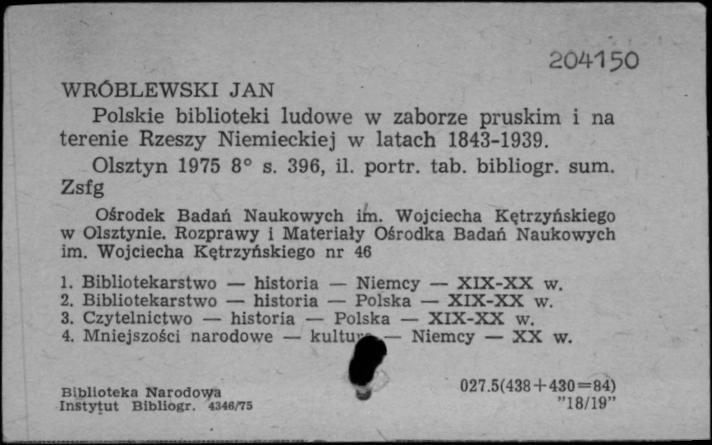 204150
WRÓBLEWSKI JAN
Polskie biblioteki ludowe w zaborze pruskim i na
terenie Rzeszy Niemieckiej w latach 1843-1939.
Olsztyn 1975 8° s. 396, il. portr. tab. bibliogr. sum.
Zsfg
Ośrodek Badań Naukowych im. Wojciecha Kętrzyńskiego
w Olsztynie. Rozprawy i Materiały Ośrodka Badań Naukowych
im. Wojciecha Kętrzyńskiego nr 46
1. Bibliotekarstwo — historia — Niemcy — XIX-XX w.
2. Bibliotekarstwo — historia — Polska — XIX-XX w.
3. Czytelnictwo — historia — Polska — XIX-XX w.
4. Mniejszości narodowe — kultura — Niemcy — XX w.
Biblioteka Narodowa
Instytut Bibliogr. 4346/75
027.5(438+430=84)
"18/19"